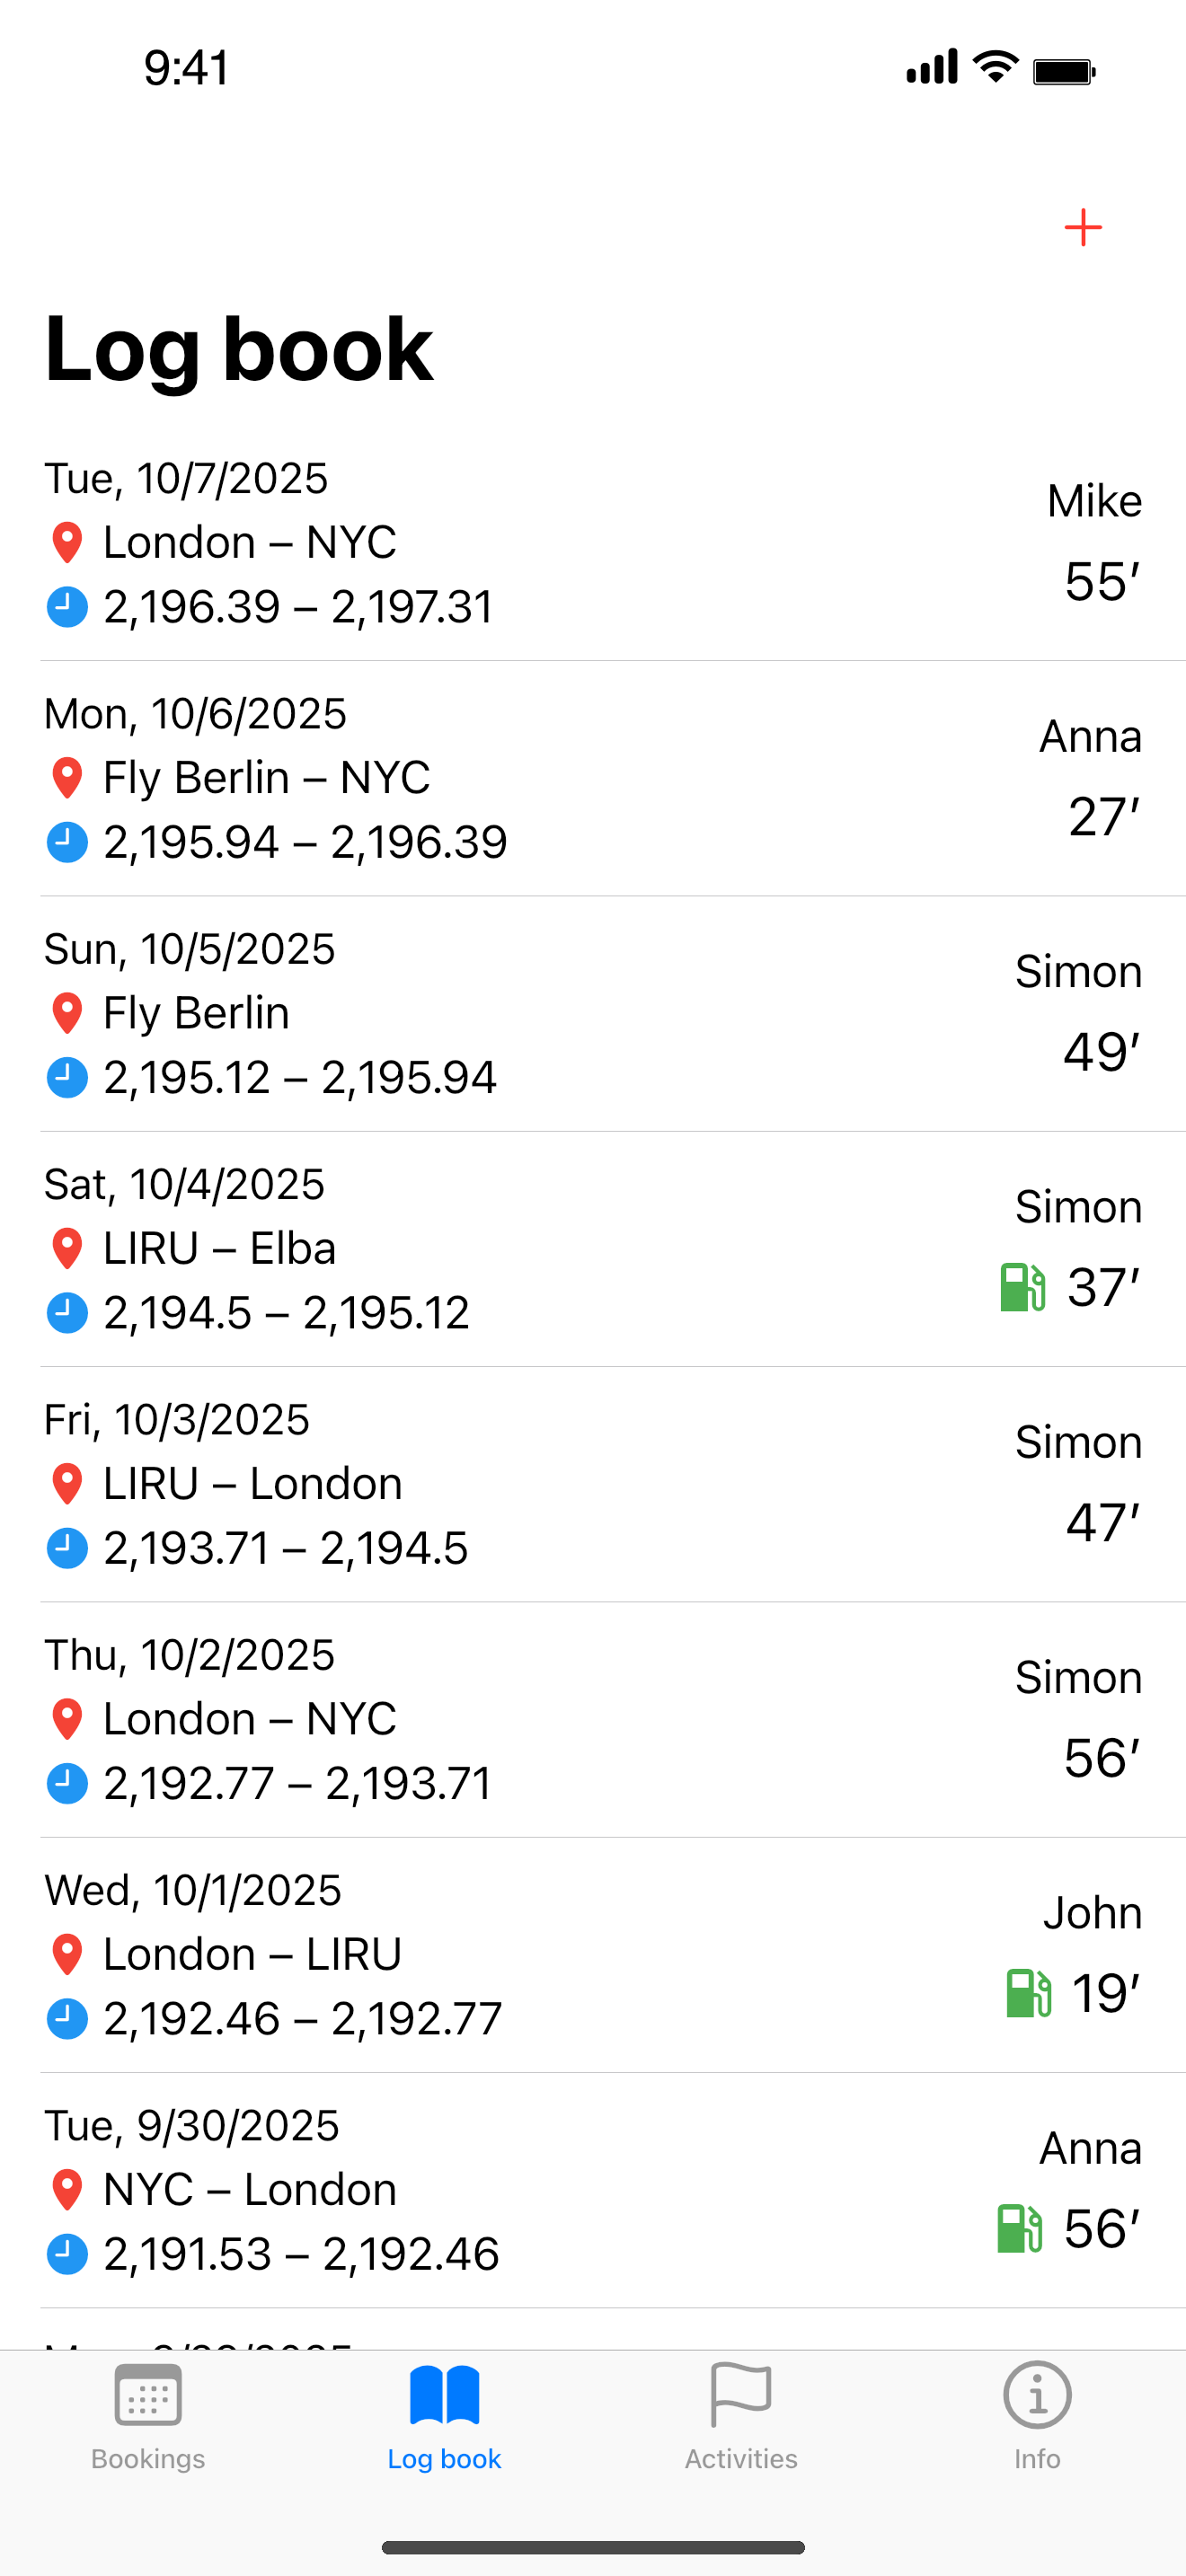 9:41
Log book
Tue, 10/7/2025
Mike
London – NYC
55′
2,196.39 – 2,197.31
Mon, 10/6/2025
Anna
Fly Berlin – NYC
27′
2,195.94 – 2,196.39
Sun, 10/5/2025
Simon
Fly Berlin
49′
2,195.12 – 2,195.94
Sat, 10/4/2025
Simon
LIRU – Elba
37′
2,194.5 – 2,195.12
Fri, 10/3/2025
Simon
LIRU – London
47′
2,193.71 – 2,194.5
Thu, 10/2/2025
Simon
London – NYC
56′
2,192.77 – 2,193.71
Wed, 10/1/2025
John
London – LIRU
19′
2,192.46 – 2,192.77
Tue, 9/30/2025
Anna
NYC – London
56′
2,191.53 – 2,192.46
Bookings
Log book
Activities
Info